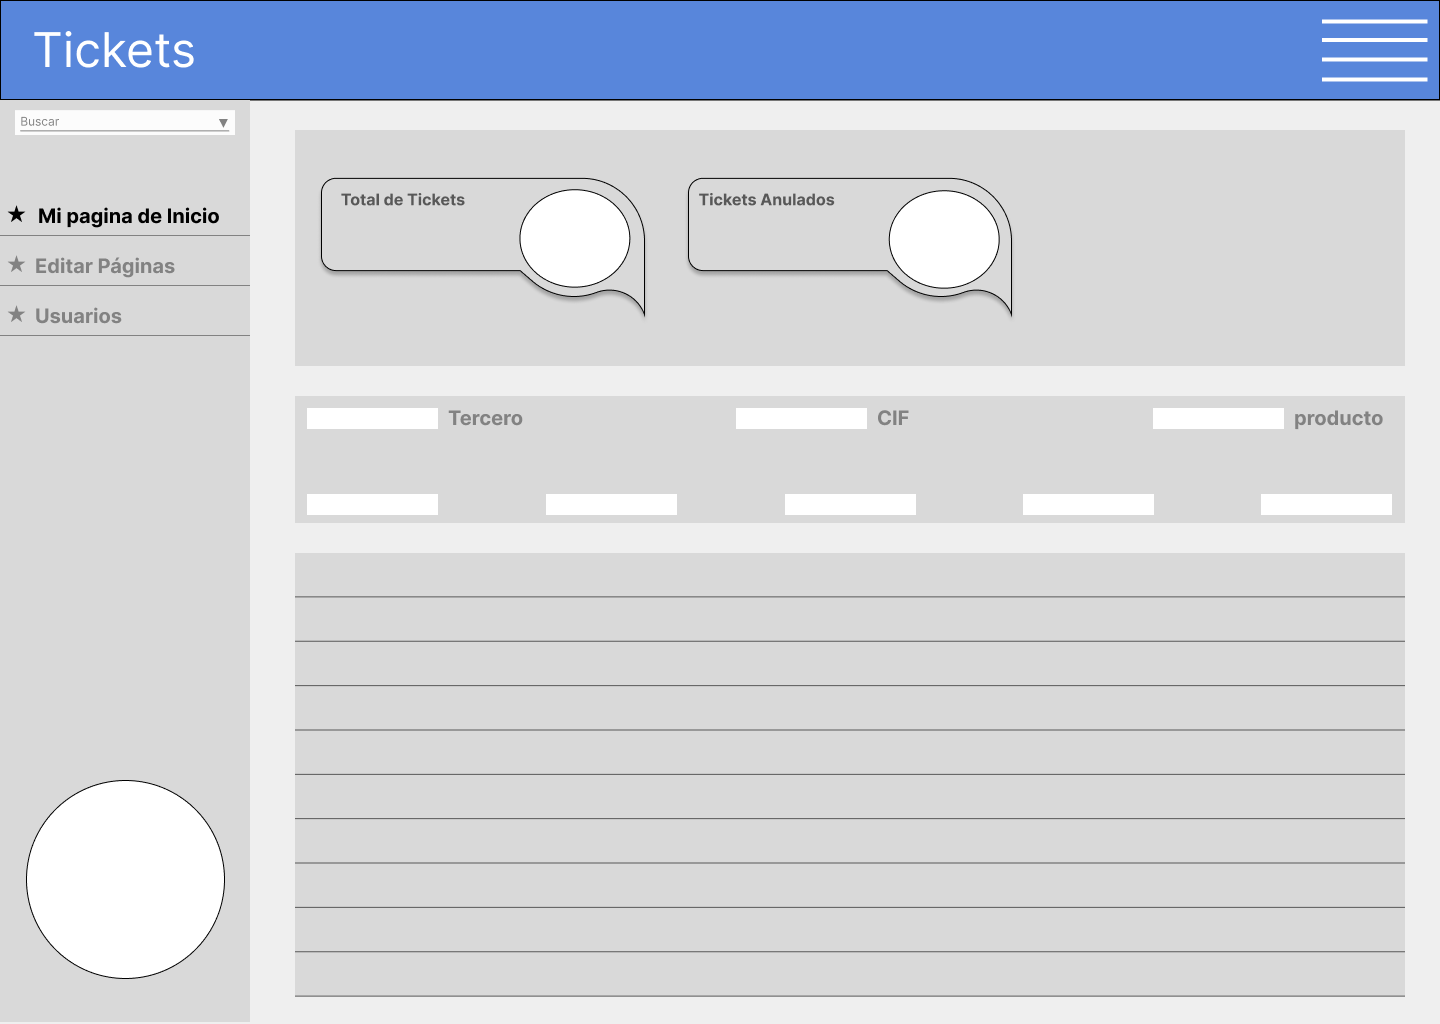 Tickets
Buscar
Mi pagina de Inicio
Editar Páginas
Usuarios
Total de Tickets
Tickets Anulados
Tercero
CIF
producto